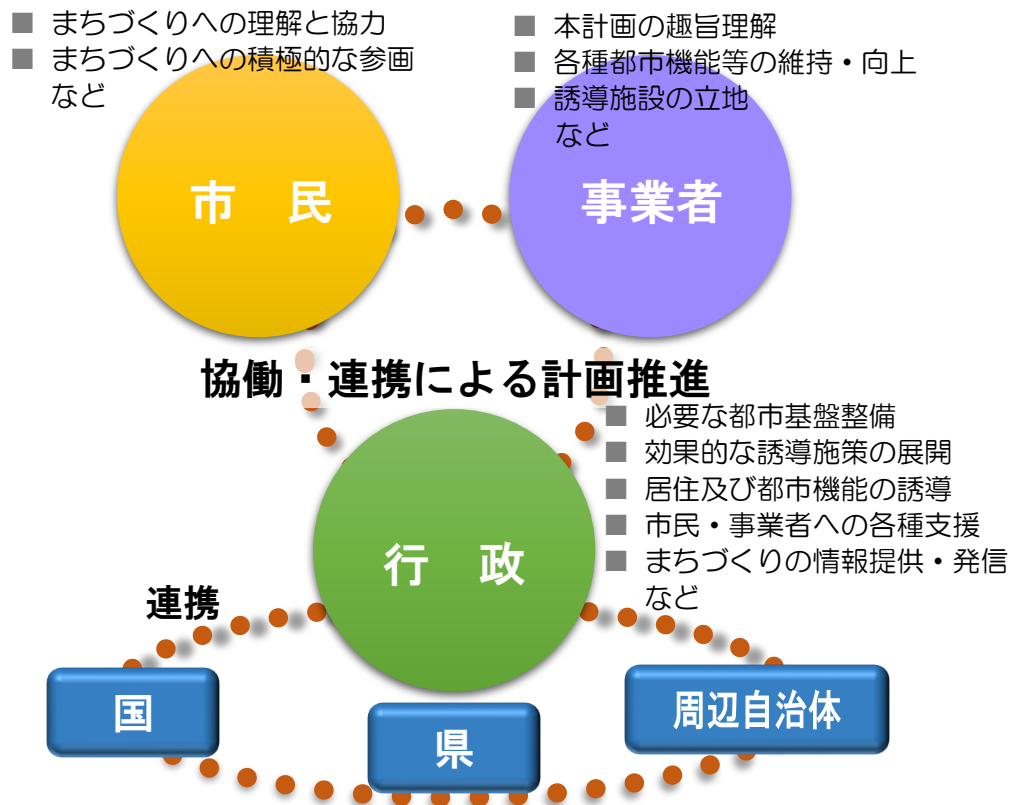 ■ まちづくりへの理解と協力
■ まちづくりへの積極的な参画
など
■ 本計画の趣旨理解
■ 各種都市機能等の維持・向上
■ 誘導施設の立地
など
市　民
事業者
協働・連携による計画推進
■ 必要な都市基盤整備
■ 効果的な誘導施策の展開
■ 居住及び都市機能の誘導
■ 市民・事業者への各種支援
■ まちづくりの情報提供・発信
など
行　政
連携
国
県
周辺自治体